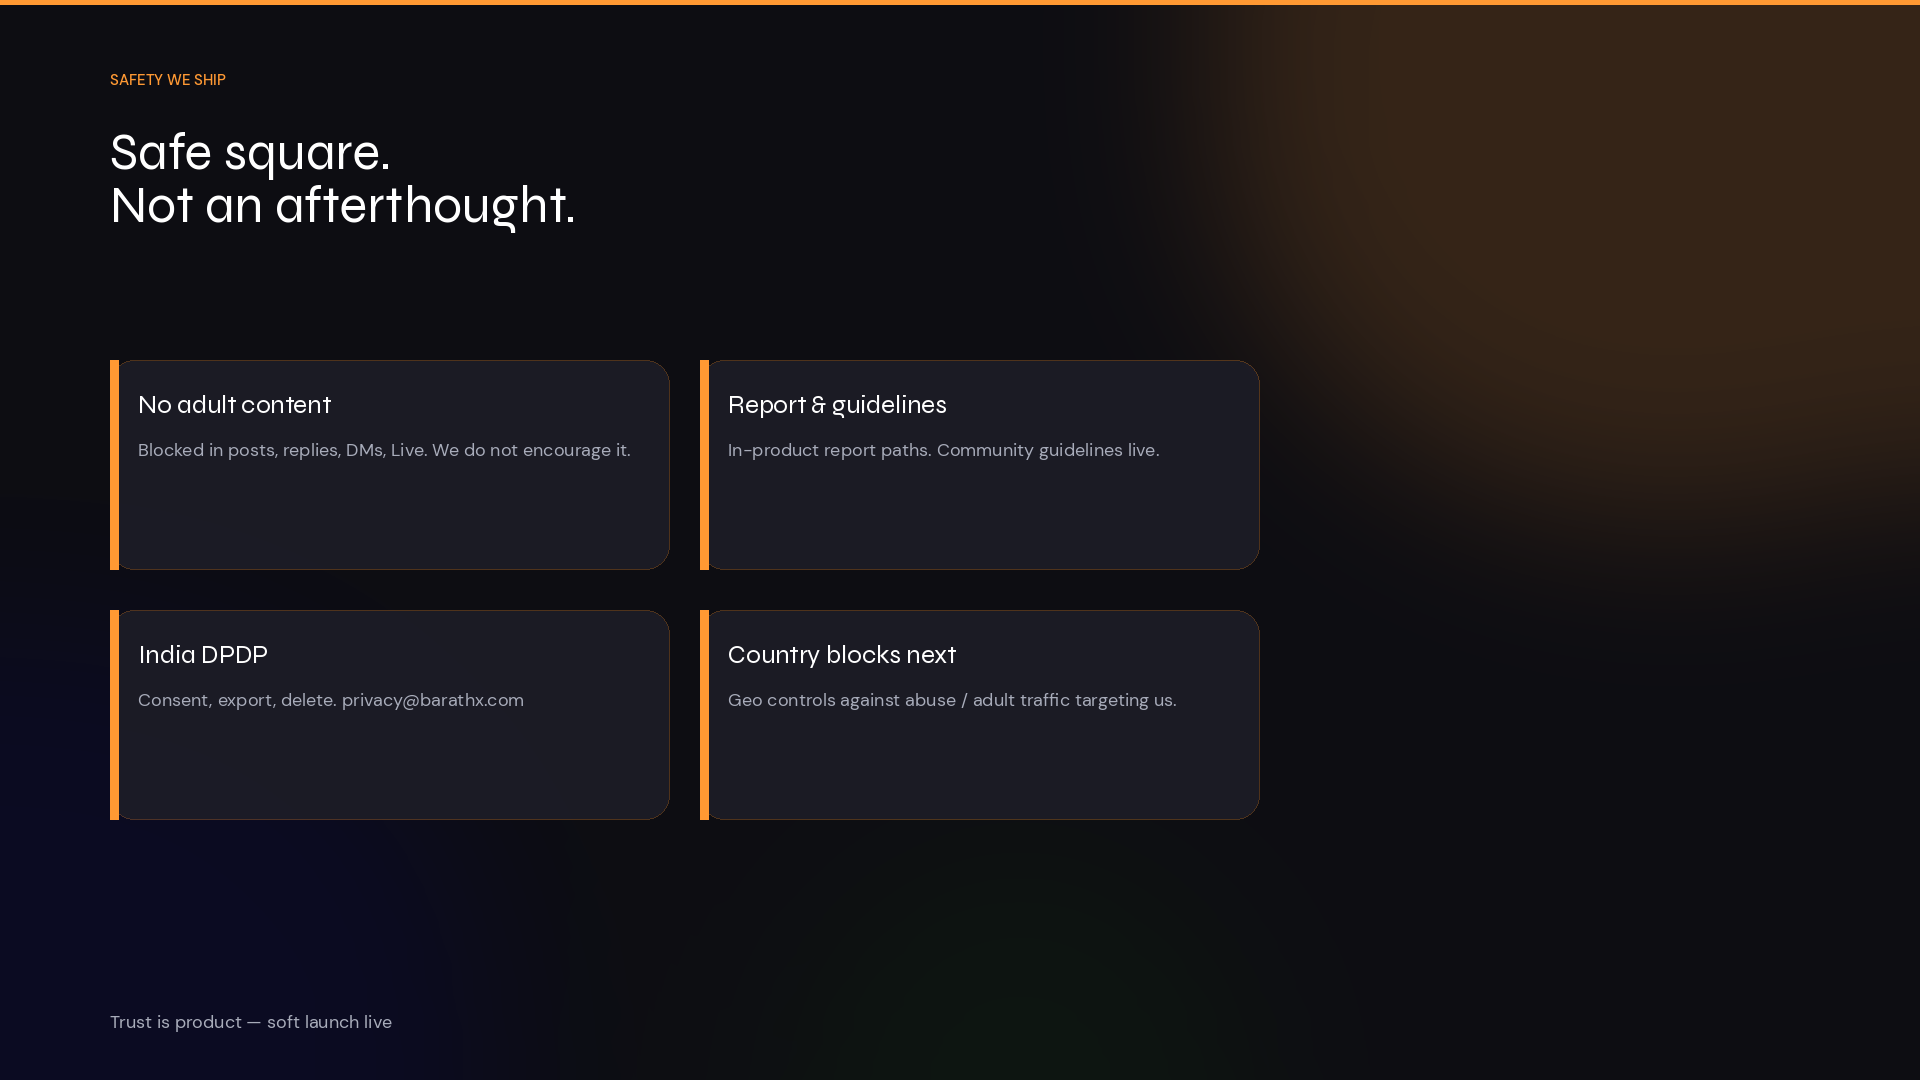 SAFETY WE SHIP
Safe square.
Not an afterthought.
No adult content
Blocked in posts, replies, DMs, Live. We do not encourage it.
Report & guidelines
In-product report paths. Community guidelines live.
India DPDP
Consent, export, delete. privacy@barathx.com
Country blocks next
Geo controls against abuse / adult traffic targeting us.
Trust is product — soft launch live